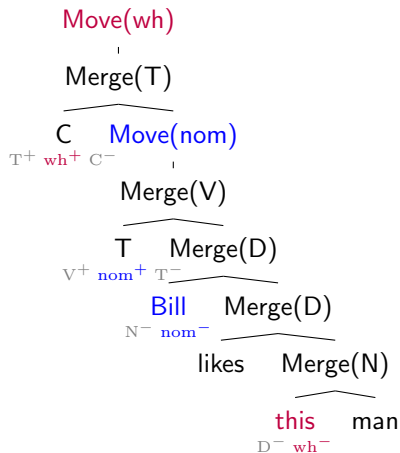 Move(wh)
Merge(T)
C Move(nom)
T⁺ wh⁺ C⁻
Merge(V)
T Merge(D)
V⁺ nom⁺ T⁻
Bill Merge(D)
N⁻ nom⁻
likes Merge(N)
this man
D⁻ wh⁻